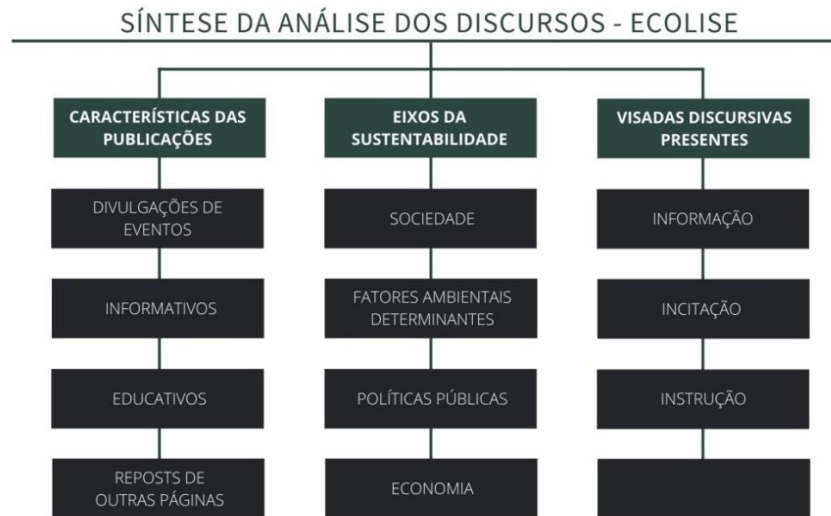 SÍNTESE DA ANÁLISE DOS DISCURSOS - ECOLISE
CARACTERÍSTICAS DAS
PUBLICAÇÕES
DIVULGAÇÕES DE
EVENTOS
INFORMATIVOS
EDUCATIVOS
REPOSTS DE
OUTRAS PÁGINAS
EIXOS DA
SUSTENTABILIDADE
SOCIEDADE
FATORES AMBIENTAIS
DETERMINANTES
POLÍTICAS PÚBLICAS
ECONOMIA
VISADAS DISCURSIVAS
PRESENTES
INFORMAÇÃO
INCITAÇÃO
INSTRUÇÃO